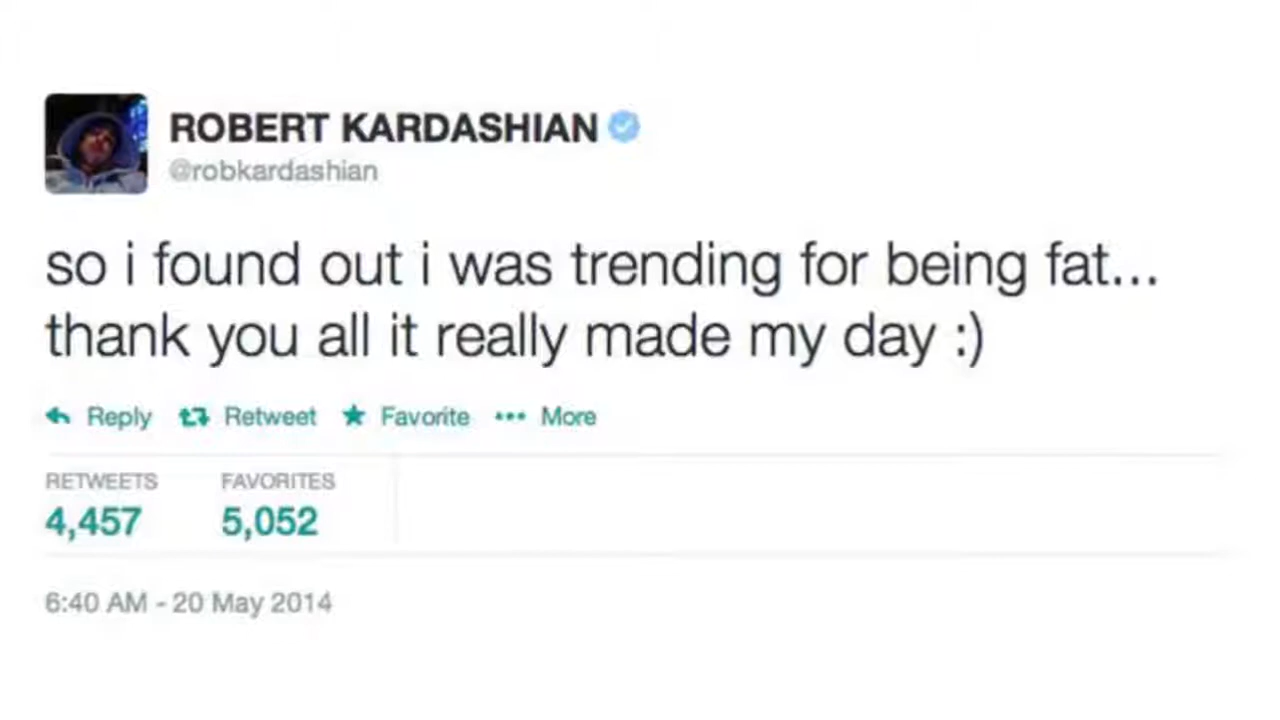 ROBERT KARDASHIAN
@robkardashian
so i found out i was trending for being fat...
thank you all it really made my day :)
Reply Retweet Favorite More
RETWEETS FAVORITES
4,457 5,052
6:40 AM - 20 May 2014